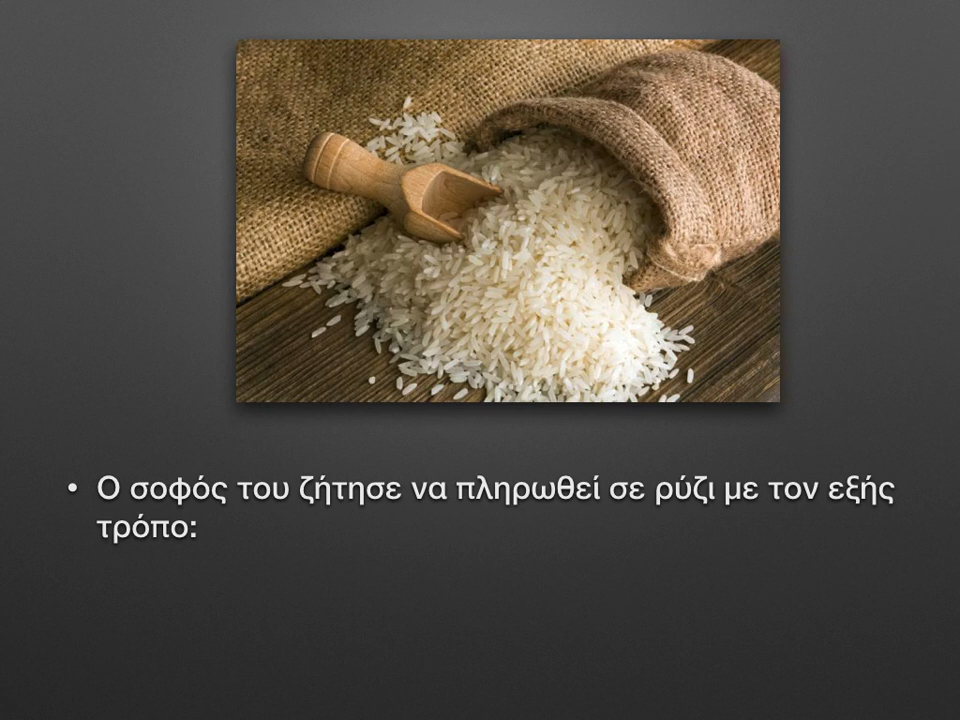 • Ο σοφός του ζήτησε να πληρωθεί σε ρύζι με τον εξής
τρόπο: